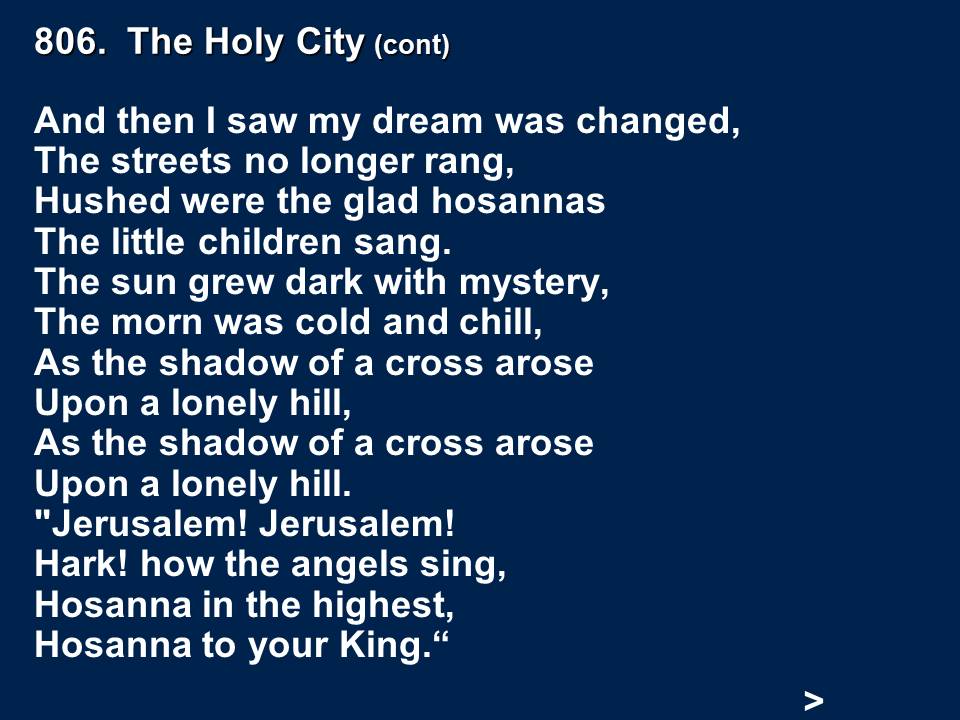 806.  The Holy City (cont)
And then I saw my dream was changed,
The streets no longer rang,
Hushed were the glad hosannas
The little children sang.
The sun grew dark with mystery,
The morn was cold and chill,
As the shadow of a cross arose
Upon a lonely hill,
As the shadow of a cross arose
Upon a lonely hill.
"Jerusalem! Jerusalem!
Hark! how the angels sing,
Hosanna in the highest,
Hosanna to your King.“
>